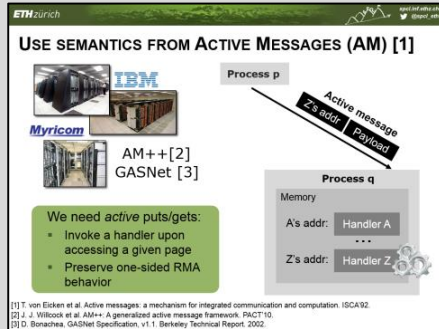 ETHzürich
spcl.inf.ethz.ch
@spcl_eth
USE SEMANTICS FROM ACTIVE MESSAGES (AM) [1]
IBM
Myricom
AM++[2]
GASNet [3]
Process p
Active message
Z's addr
Payload
Process q
Memory
A's addr: Handler A
...
Z's addr: Handler Z
We need active puts/gets:
Invoke a handler upon
accessing a given page
Preserve one-sided RMA
behavior
[1] T. von Eicken et al. Active messages: a mechanism for integrated communication and computation. ISCA'92.
[2] J. J. Willcock et al. AM++: A generalized active message framework. PACT'10.
[3] D. Bonachea, GASNet Specification, v1.1. Berkeley Technical Report. 2002.